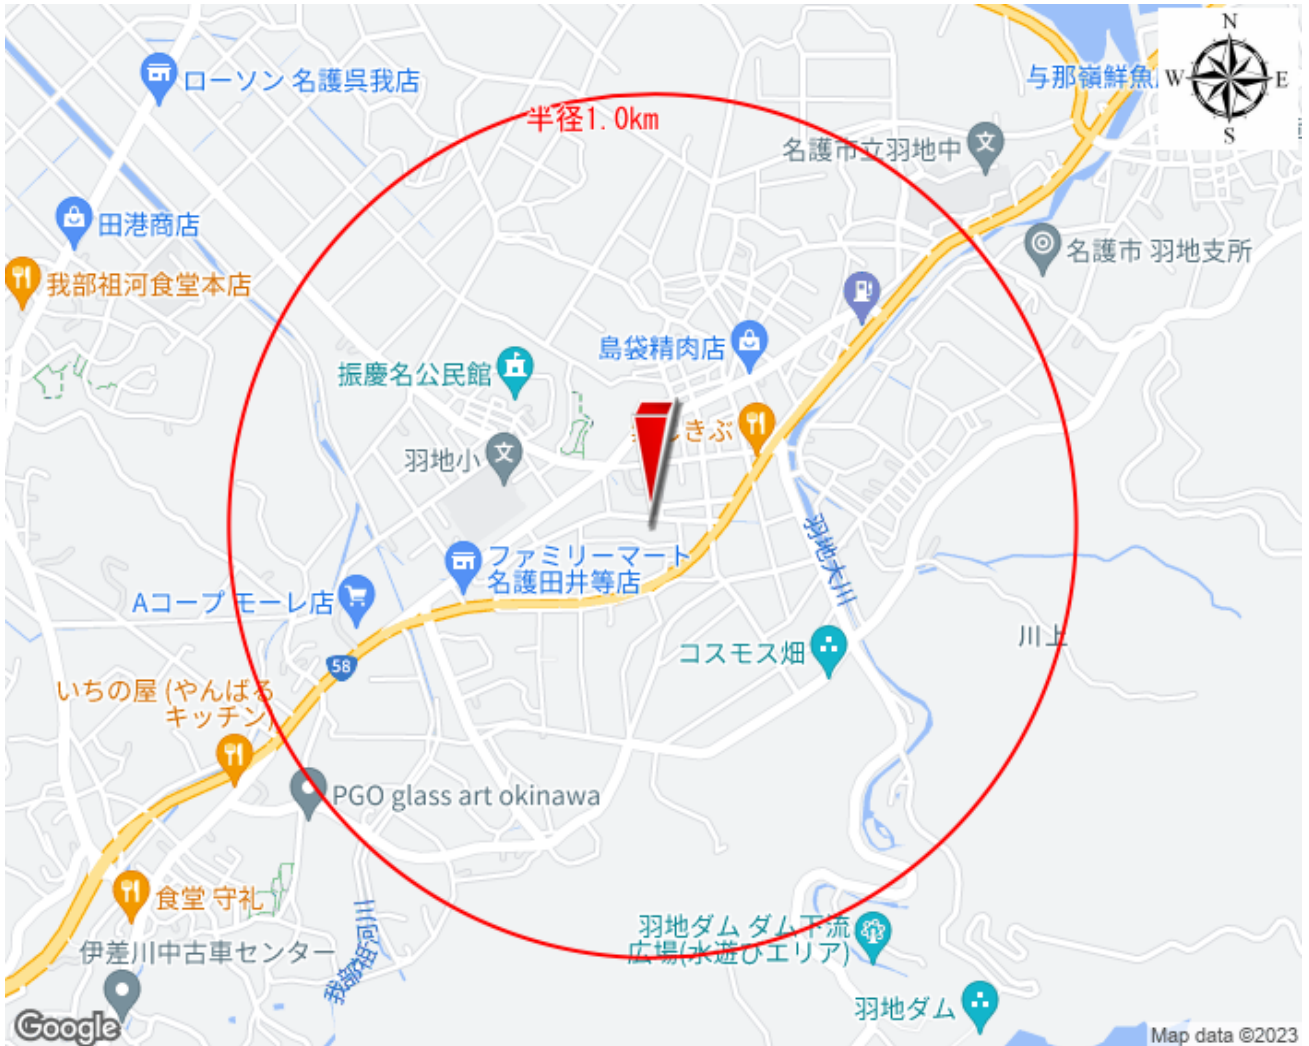 N
W E
S
ローソン 名護呉我店
与那嶺鮮魚
半径1.0km
名護市立羽地中
文
田港商店
名護市 羽地支所
我部祖河食堂本店
島袋精肉店
振慶名公民館
きぶ
羽地小
文
羽地大川
ファミリーマート
名護田井等店
Aコープ モーレ店
川上
コスモス畑
58
いちの屋 (やんばる
キッチン)
PGO glass art okinawa
食堂 守礼
我部祖河川
羽地ダム ダム下流
広場(水遊びエリア)
伊差川中古車センター
羽地ダム
Google
Map data ©2023